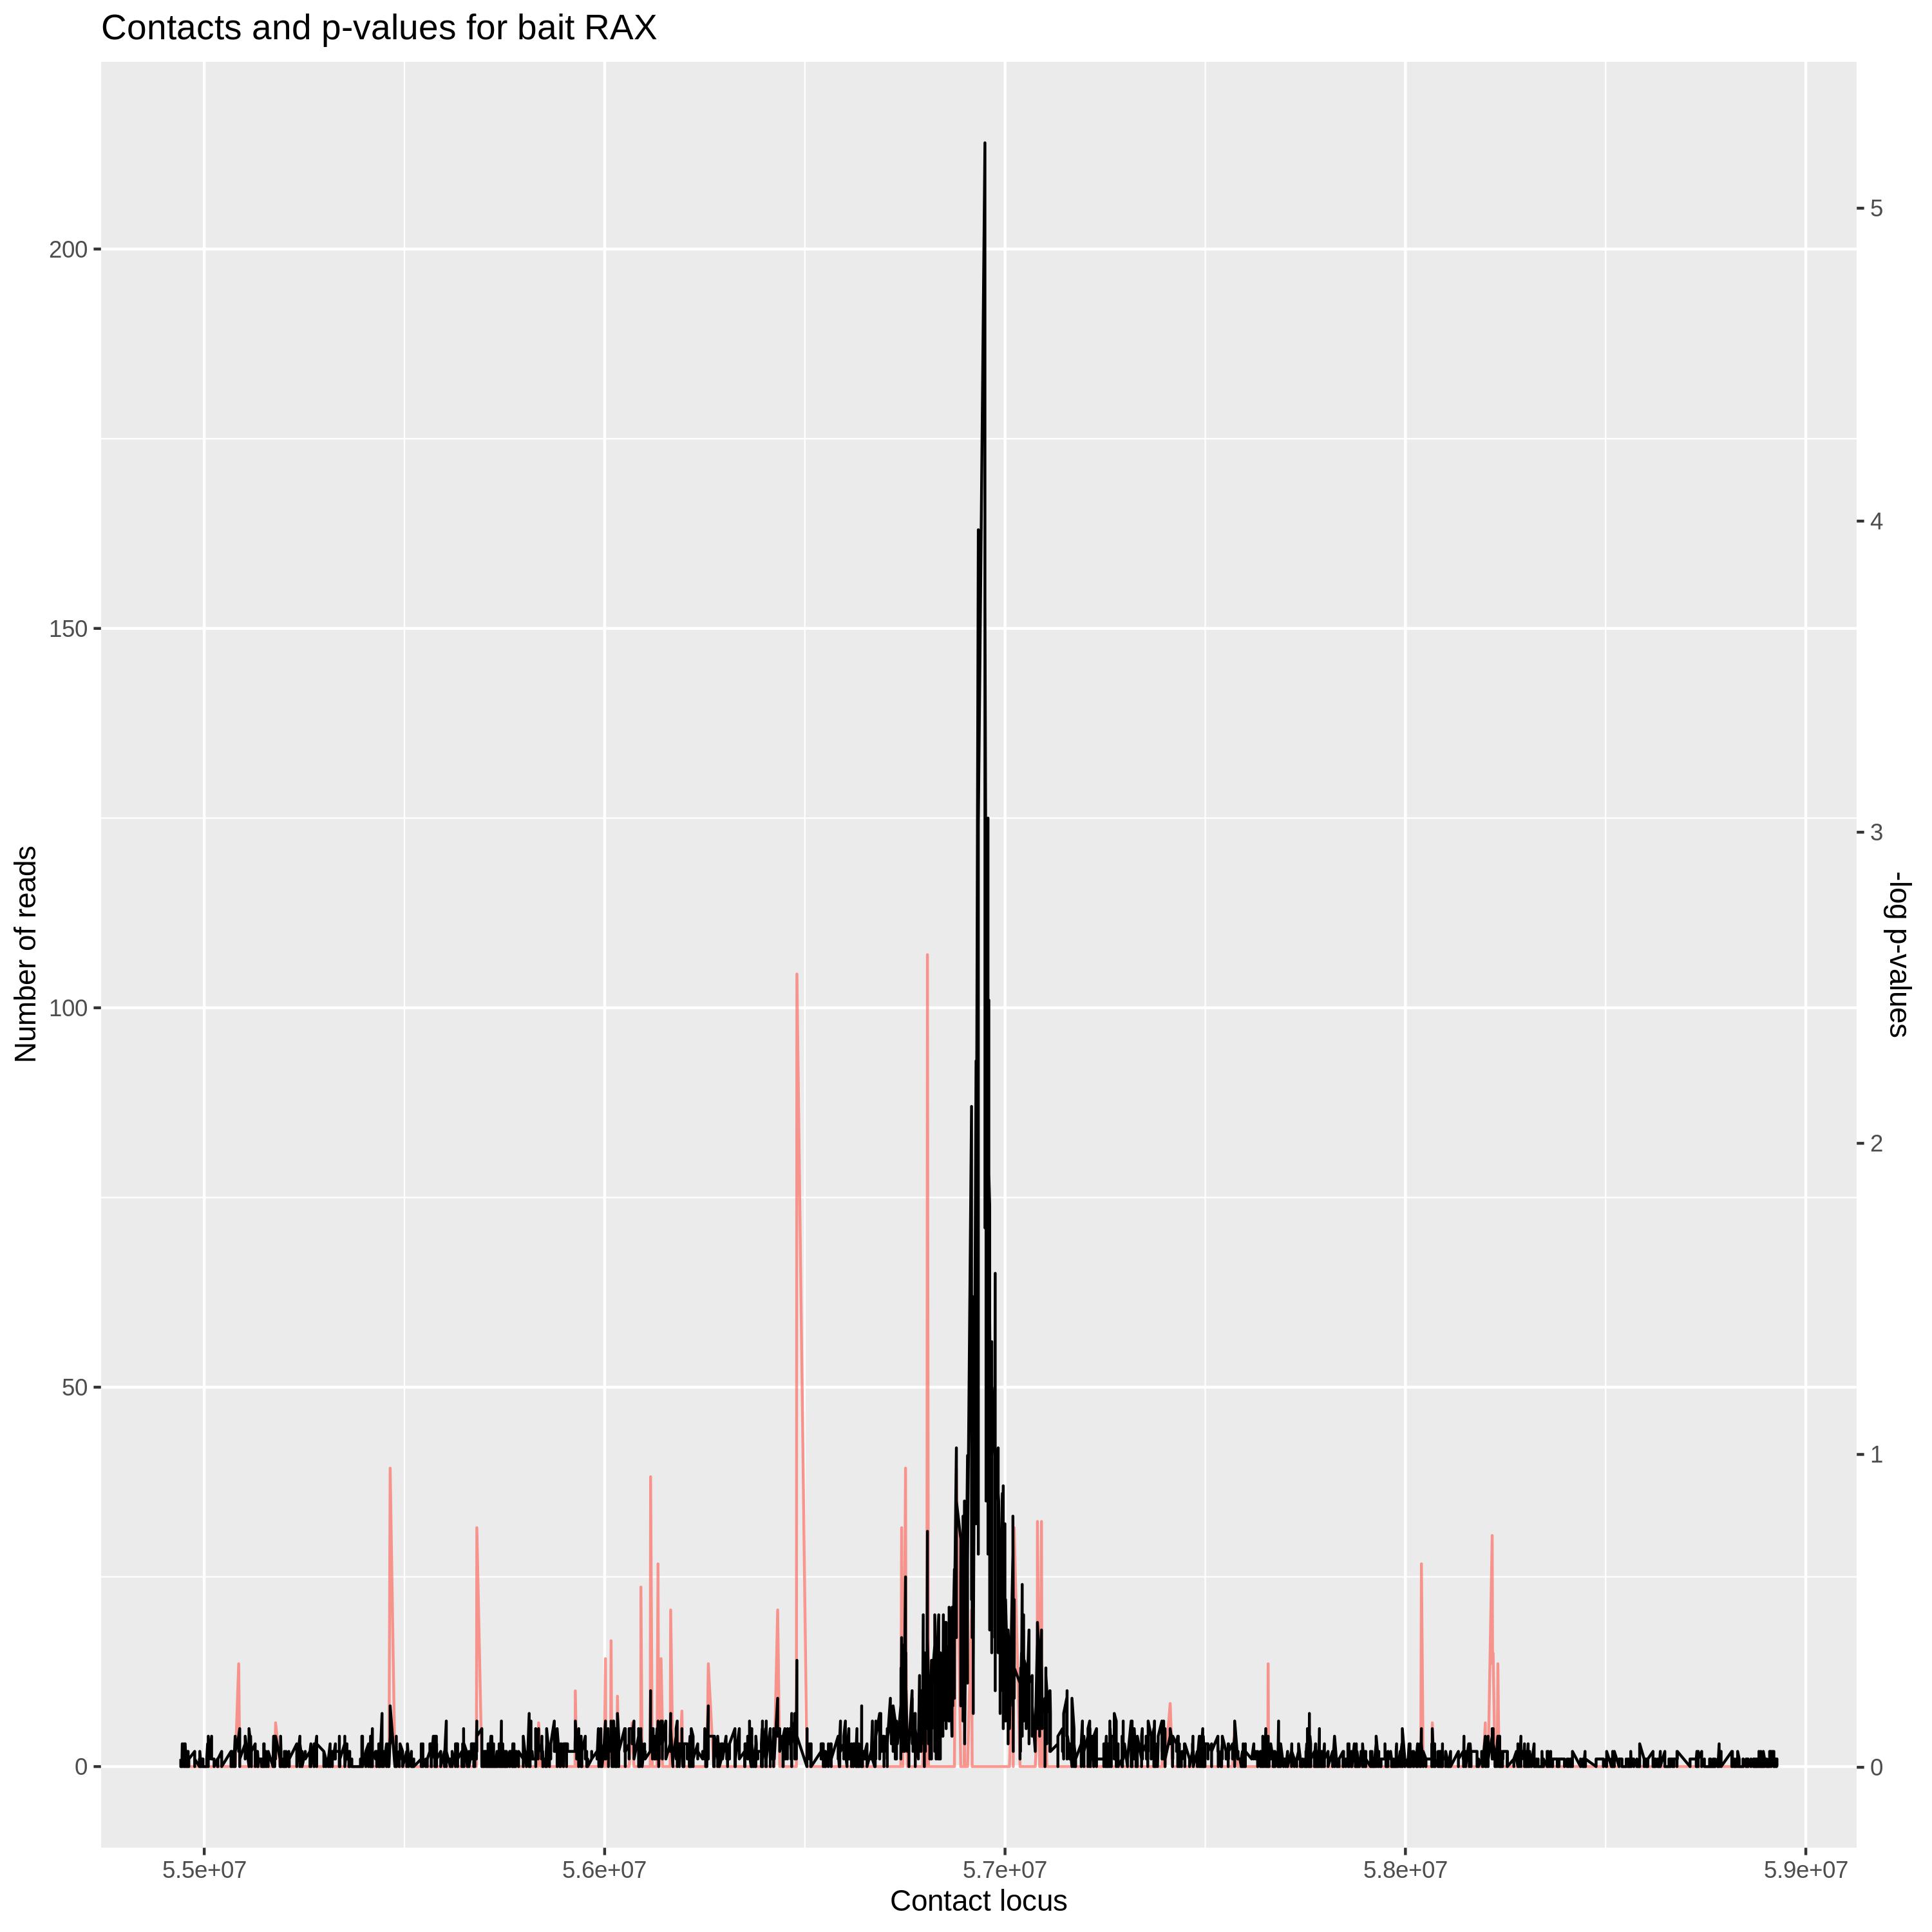 Contacts and p-values for bait RAX
Number of reads
200
150
100
50
0
5
4
3
2
1
0
-log p-values
5.5e+07 5.6e+07 5.7e+07 5.8e+07 5.9e+07
Contact locus